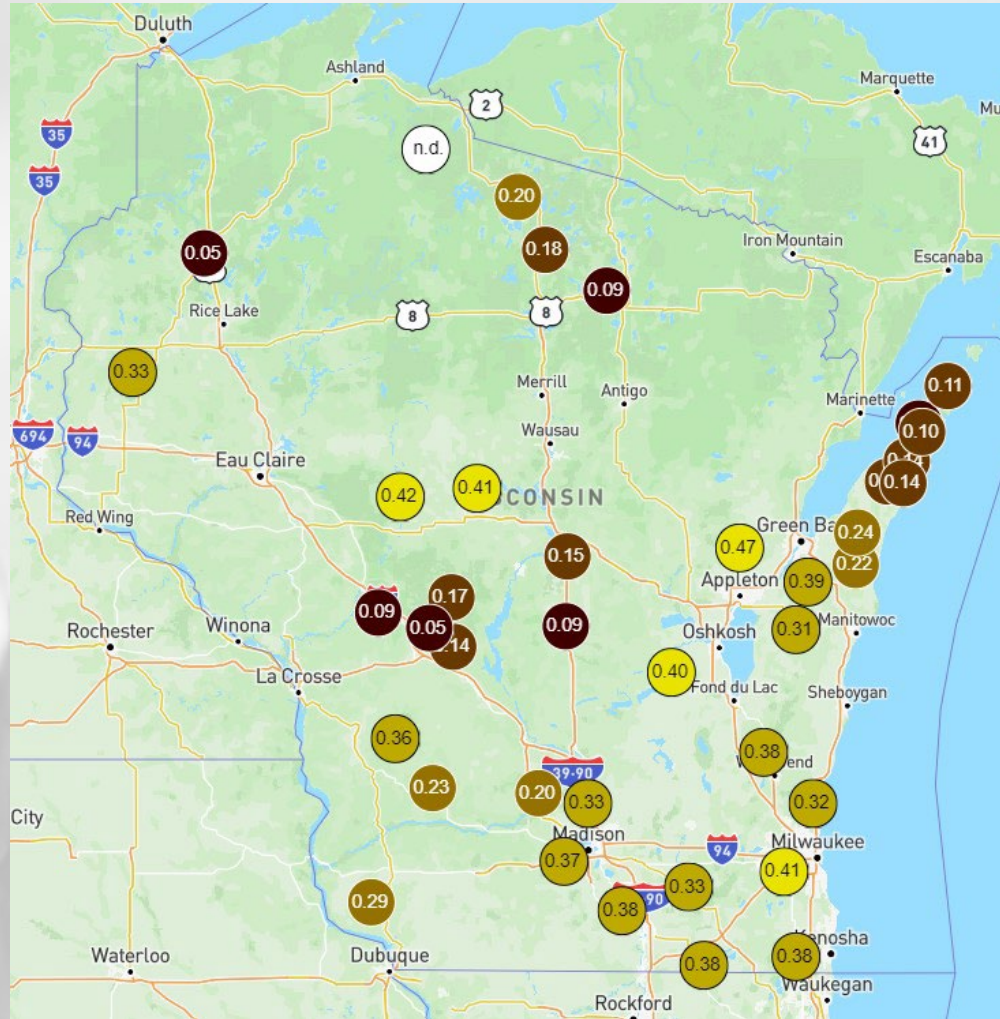 Duluth
Ashland
Marquette
2
Mu
35
41
n.d.
35
0.20
0.18
Iron Mountain
0.05
Escanaba
0.09
Rice Lake
8
8
0.33
Merrill
Antigo
0.11
Marinette
694
94
Wausau
0.10
Eau Claire
0.14
0.14
0.42
0.41
CONSIN
Red Wing
Green Ba
0.24
0.47
0.15
0.22
Appleton
0.39
0.17
0.09
0.05
0.09
0.31
Manitowoc
Rochester
Winona
Oshkosh
.14
0.40
La Crosse
Fond du Lac
Sheboygan
0.36
0.38
end
39-90
0.23
0.20
0.33
0.32
City
Madison
94
Milwaukee
0.37
0.41
0.33
90
0.29
0.38
Waterloo
Dubuque
0.38
0.38
enosha
Waukegan
Rockford